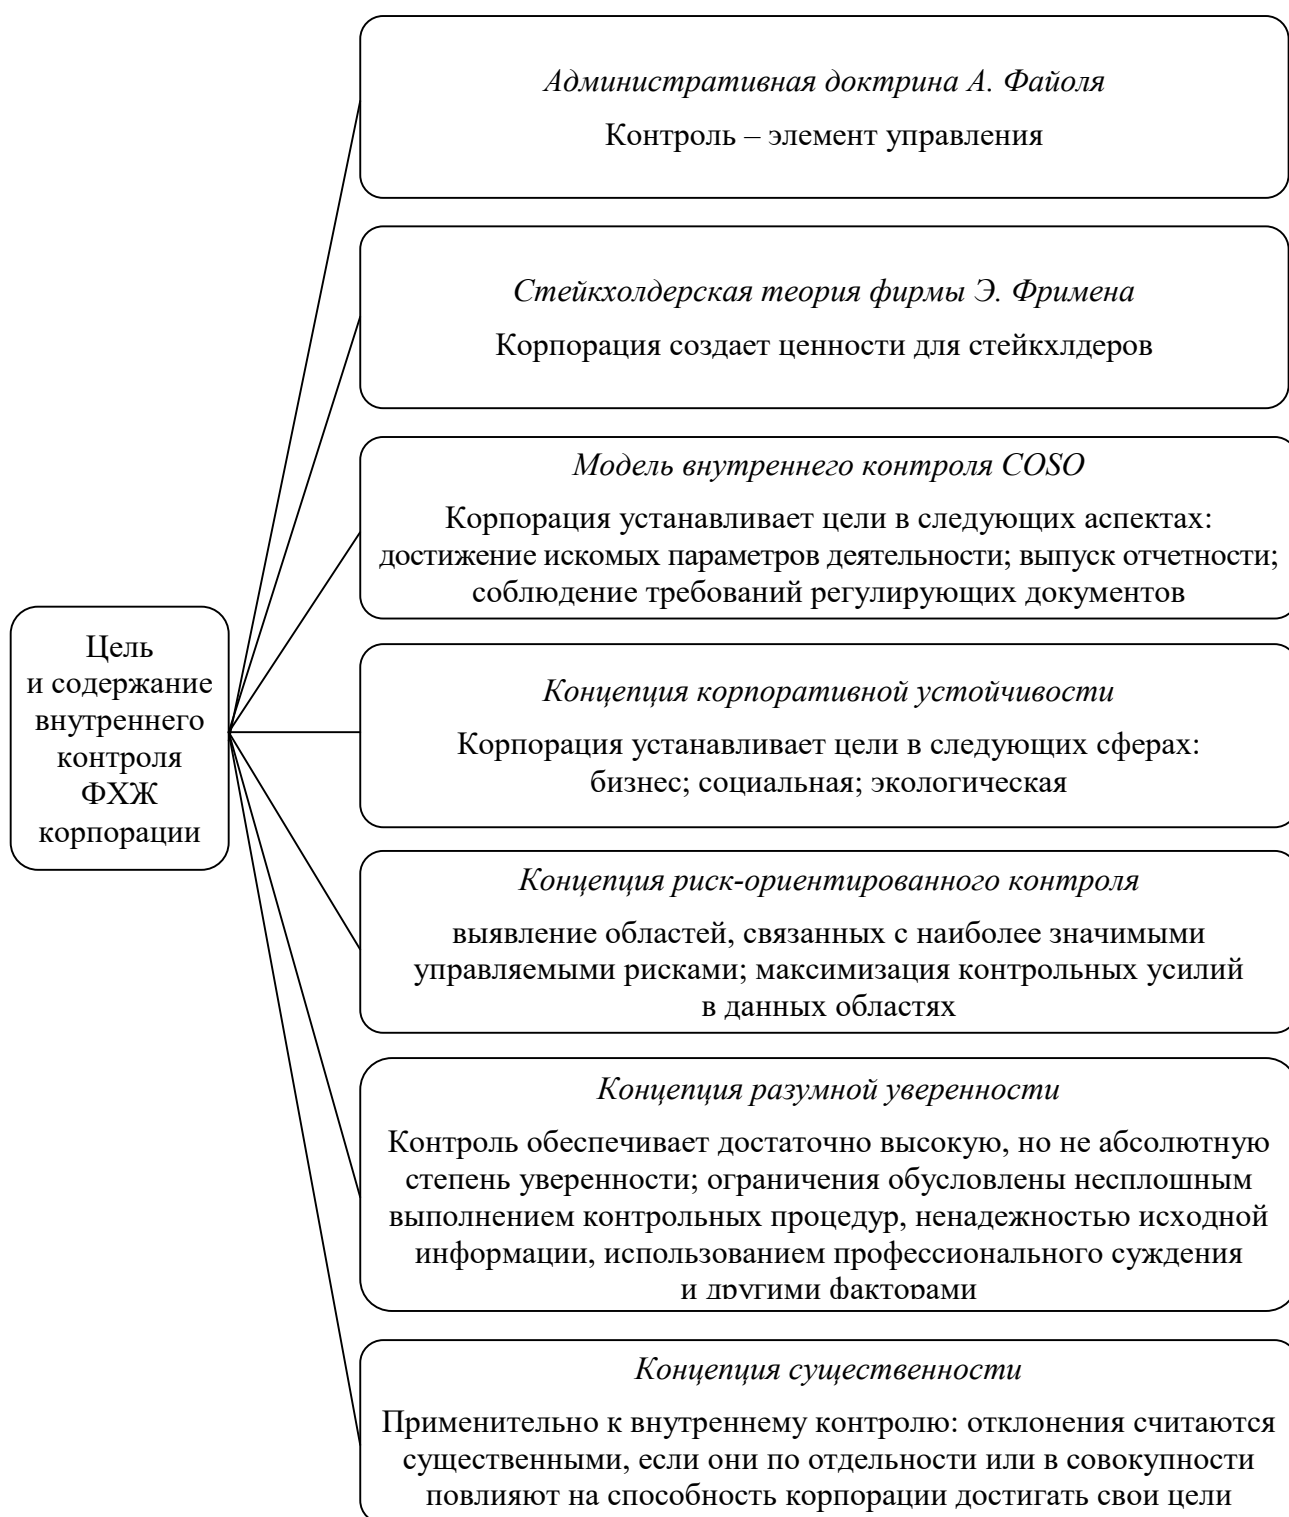 Административная доктрина А. Файоля
Контроль – элемент управления
Стейкхолдерская теория фирмы Э. Фримена
Корпорация создает ценности для стейкхлдеров
Модель внутреннего контроля COSO
Корпорация устанавливает цели в следующих аспектах:
достижение искомых параметров деятельности; выпуск отчетности;
соблюдение требований регулирующих документов
Цель
и содержание
внутреннего
контроля
ФХЖ
корпорации
Концепция корпоративной устойчивости
Корпорация устанавливает цели в следующих сферах:
бизнес; социальная; экологическая
Концепция риск-ориентированного контроля
выявление областей, связанных с наиболее значимыми
управляемыми рисками; максимизация контрольных усилий
в данных областях
Концепция разумной уверенности
Контроль обеспечивает достаточно высокую, но не абсолютную
степень уверенности; ограничения обусловлены несплошным
выполнением контрольных процедур, ненадежностью исходной
информации, использованием профессионального суждения
и другими факторами
Концепция существенности
Применительно к внутреннему контролю: отклонения считаются
существенными, если они по отдельности или в совокупности
повлияют на способность корпорации достигать свои цели